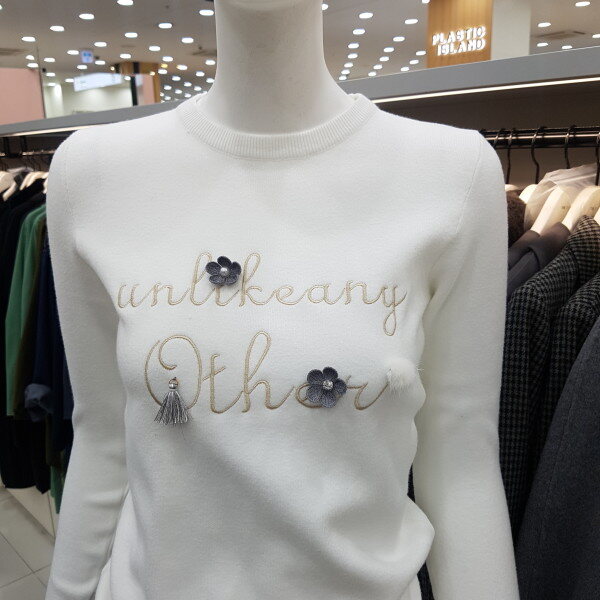 PLASTIC
ISLAND
unlikeany
Other